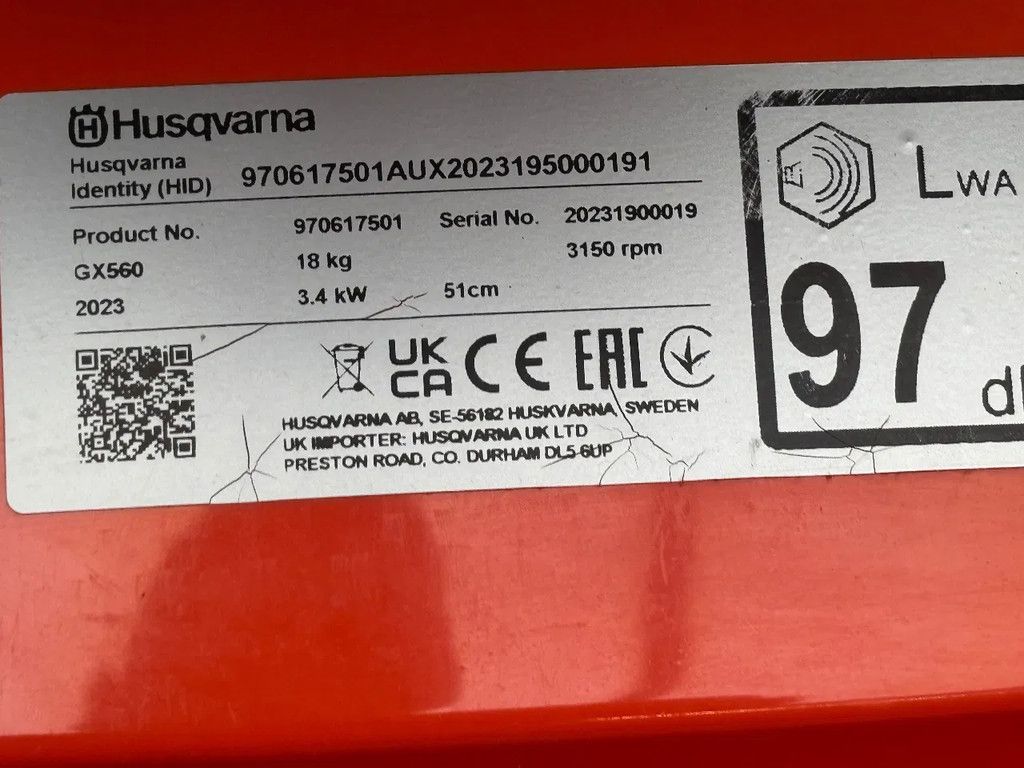 Husqvarna
Husqvarna
Identity (HID) 970617501AUX2023195000191
Product No. 970617501 Serial No. 20231900019
GX560 18 kg 3150 rpm
2023 3.4 kW 51cm
UK
CA CE EAC
HUSQVARNA AB, SE-56182 HUSKVARNA, SWEDEN
UK IMPORTER: HUSQVARNA UK LTD
PRESTON ROAD, CO. DURHAM DL5 6UP
LWA
97